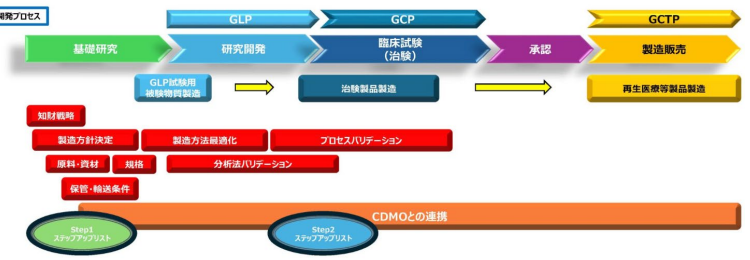 開発プロセス
GLP
GCP
GCTP
基礎研究
研究開発
臨床試験
（治験）
承認
製造販売
GLP試験用
被験物質製造
治験製品製造
再生医療等製品製造
知財戦略
製造方針決定
製造方法最適化
プロセスバリデーション
原料・資材
規格
分析法バリデーション
保管・輸送条件
CDMOとの連携
Step1
ステップアップリスト
Step2
ステップアップリスト